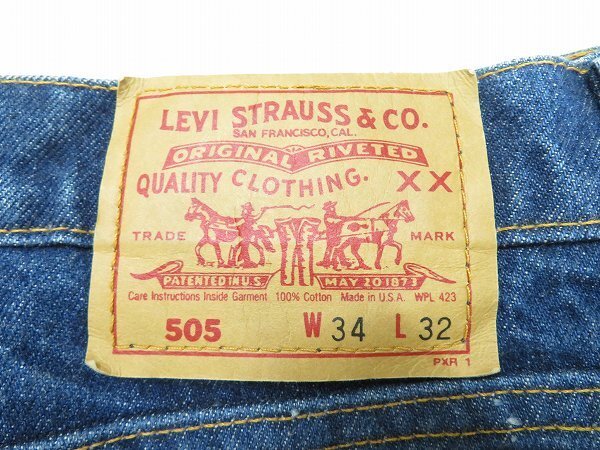 LEVI STRAUSS & CO.
SAN FRANCISCO, CAL.
ORIGINAL RIVETED
QUALITY CLOTHING. XX
TRADE MARK
PATENTED IN U.S. MAY 20 1873
Care Instructions Inside Garment 100% Cotton Made in U.S.A. WPL 423
505 W 34 L 32
PXR 1